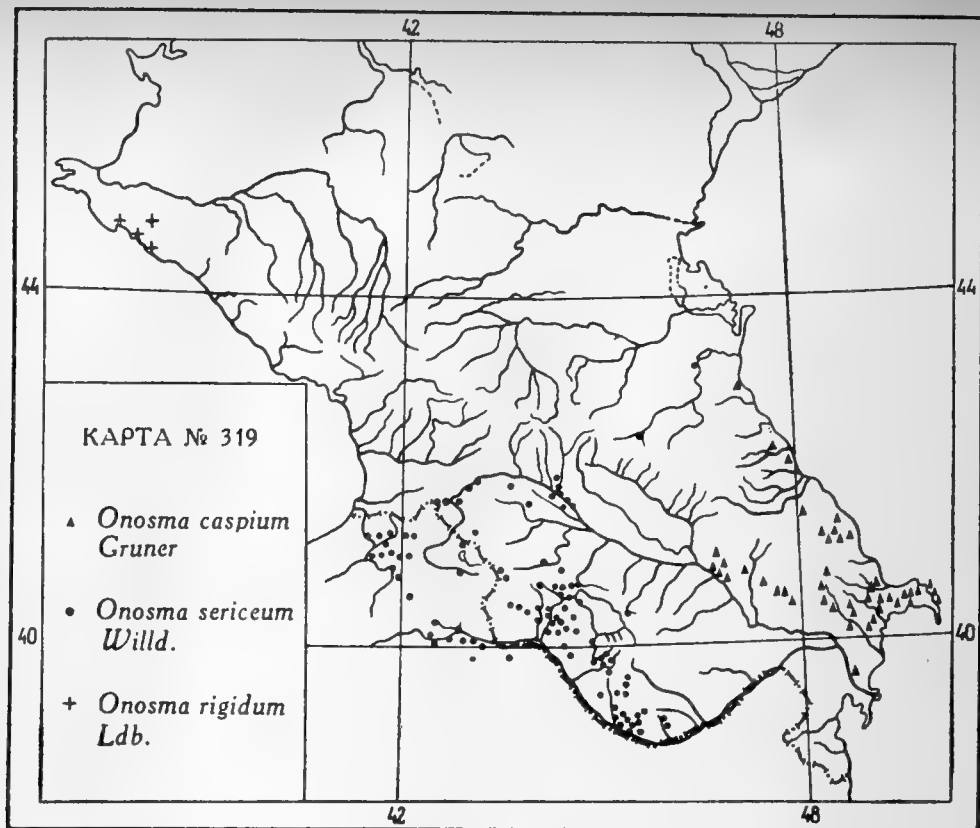 42 48
44 44
КАРТА № 319
▲ Onosma caspium
Gruner
● Onosma sericeum
Willd.
+ Onosma rigidum
Ldb.
40 40
42 48